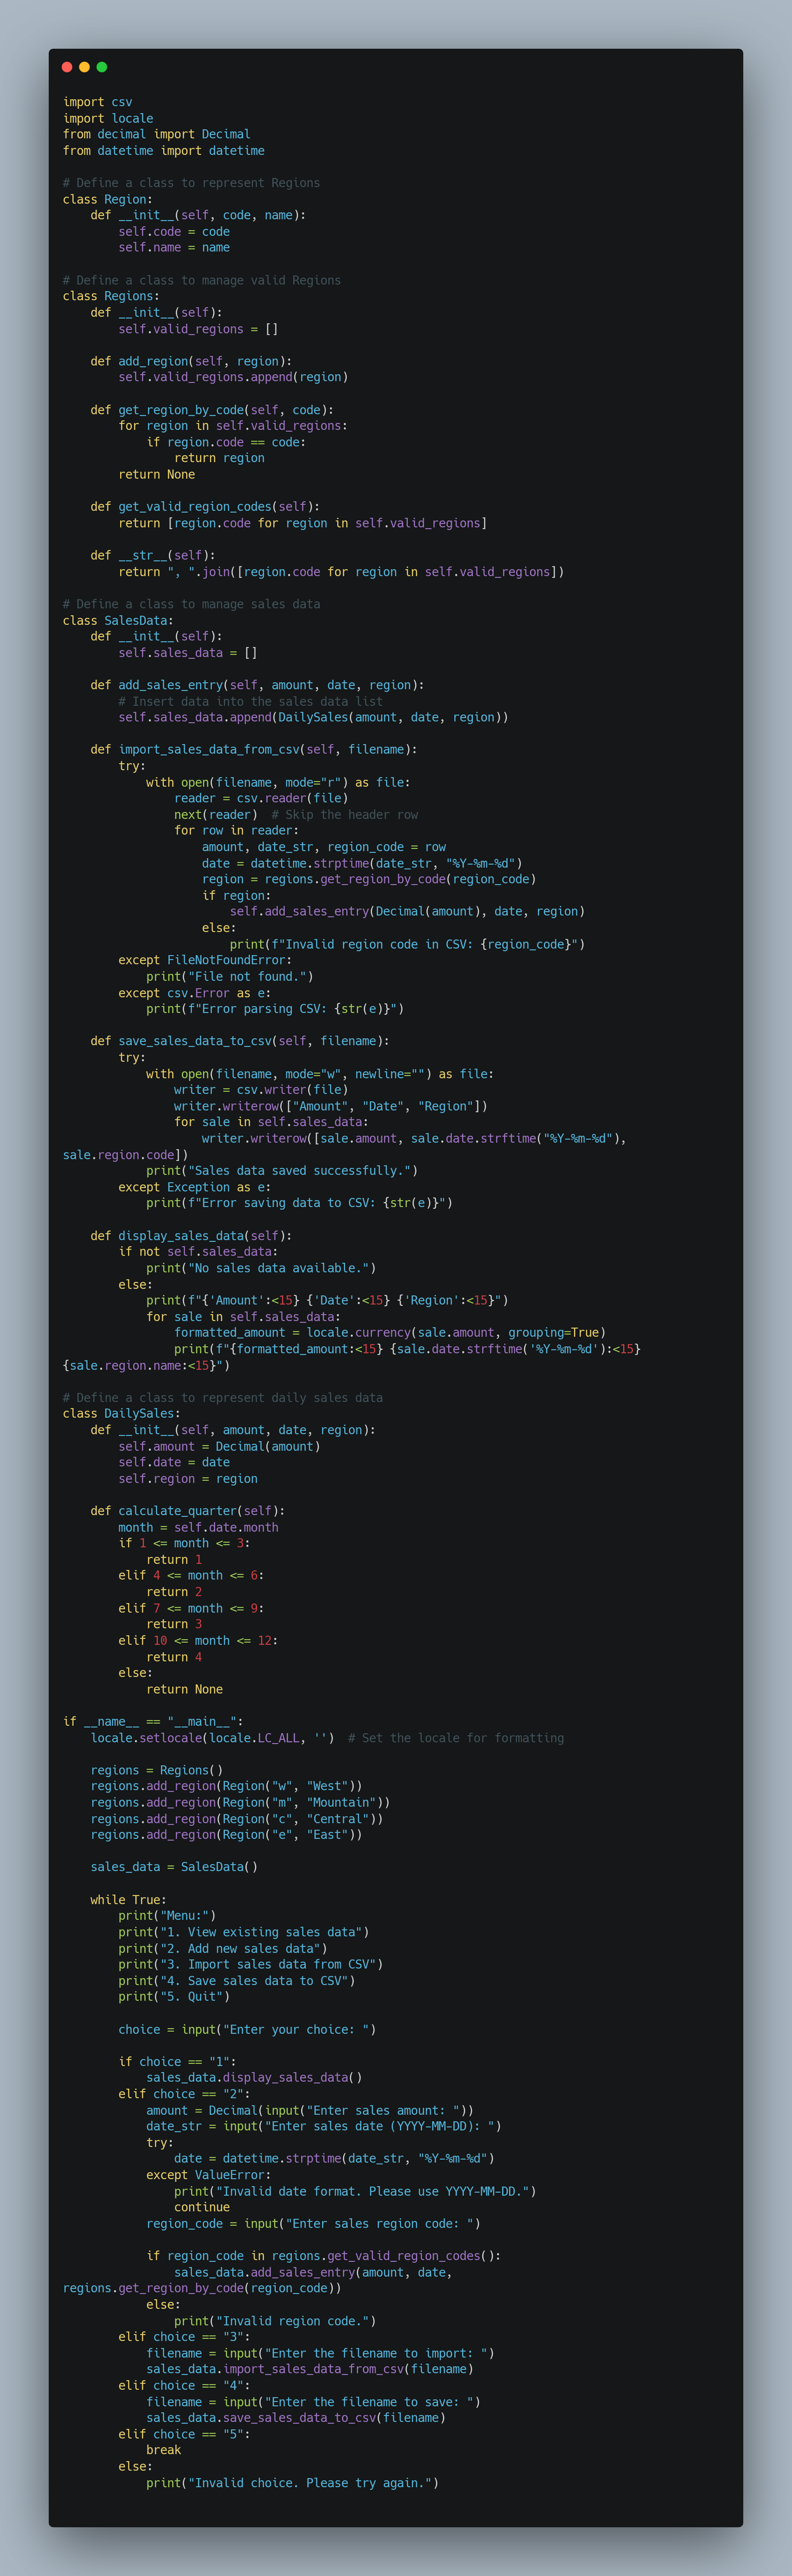 import csv
import locale
from decimal import Decimal
from datetime import datetime

# Define a class to represent Regions
class Region:
    def __init__(self, code, name):
        self.code = code
        self.name = name

# Define a class to manage valid Regions
class Regions:
    def __init__(self):
        self.valid_regions = []

    def add_region(self, region):
        self.valid_regions.append(region)

    def get_region_by_code(self, code):
        for region in self.valid_regions:
            if region.code == code:
                return region
        return None

    def get_valid_region_codes(self):
        return [region.code for region in self.valid_regions]

    def __str__(self):
        return ", ".join([region.code for region in self.valid_regions])

# Define a class to manage sales data
class SalesData:
    def __init__(self):
        self.sales_data = []

    def add_sales_entry(self, amount, date, region):
        # Insert data into the sales data list
        self.sales_data.append(DailySales(amount, date, region))

    def import_sales_data_from_csv(self, filename):
        try:
            with open(filename, mode="r") as file:
                reader = csv.reader(file)
                next(reader)  # Skip the header row
                for row in reader:
                    amount, date_str, region_code = row
                    date = datetime.strptime(date_str, "%Y-%m-%d")
                    region = regions.get_region_by_code(region_code)
                    if region:
                        self.add_sales_entry(Decimal(amount), date, region)
                    else:
                        print(f"Invalid region code in CSV: {region_code}")
        except FileNotFoundError:
            print("File not found.")
        except csv.Error as e:
            print(f"Error parsing CSV: {str(e)}")

    def save_sales_data_to_csv(self, filename):
        try:
            with open(filename, mode="w", newline="") as file:
                writer = csv.writer(file)
                writer.writerow(["Amount", "Date", "Region"])
                for sale in self.sales_data:
                    writer.writerow([sale.amount, sale.date.strftime("%Y-%m-%d"),
sale.region.code])
            print("Sales data saved successfully.")
        except Exception as e:
            print(f"Error saving data to CSV: {str(e)}")

    def display_sales_data(self):
        if not self.sales_data:
            print("No sales data available.")
        else:
            print(f"{'Amount':<15} {'Date':<15} {'Region':<15}")
            for sale in self.sales_data:
                formatted_amount = locale.currency(sale.amount, grouping=True)
                print(f"{formatted_amount:<15} {sale.date.strftime('%Y-%m-%d'):<15}
{sale.region.name:<15}")

# Define a class to represent daily sales data
class DailySales:
    def __init__(self, amount, date, region):
        self.amount = Decimal(amount)
        self.date = date
        self.region = region

    def calculate_quarter(self):
        month = self.date.month
        if 1 <= month <= 3:
            return 1
        elif 4 <= month <= 6:
            return 2
        elif 7 <= month <= 9:
            return 3
        elif 10 <= month <= 12:
            return 4
        else:
            return None

if __name__ == "__main__":
    locale.setlocale(locale.LC_ALL, '')  # Set the locale for formatting

    regions = Regions()
    regions.add_region(Region("w", "West"))
    regions.add_region(Region("m", "Mountain"))
    regions.add_region(Region("c", "Central"))
    regions.add_region(Region("e", "East"))

    sales_data = SalesData()

    while True:
        print("Menu:")
        print("1. View existing sales data")
        print("2. Add new sales data")
        print("3. Import sales data from CSV")
        print("4. Save sales data to CSV")
        print("5. Quit")

        choice = input("Enter your choice: ")

        if choice == "1":
            sales_data.display_sales_data()
        elif choice == "2":
            amount = Decimal(input("Enter sales amount: "))
            date_str = input("Enter sales date (YYYY-MM-DD): ")
            try:
                date = datetime.strptime(date_str, "%Y-%m-%d")
            except ValueError:
                print("Invalid date format. Please use YYYY-MM-DD.")
                continue
            region_code = input("Enter sales region code: ")

            if region_code in regions.get_valid_region_codes():
                sales_data.add_sales_entry(amount, date,
regions.get_region_by_code(region_code))
            else:
                print("Invalid region code.")
        elif choice == "3":
            filename = input("Enter the filename to import: ")
            sales_data.import_sales_data_from_csv(filename)
        elif choice == "4":
            filename = input("Enter the filename to save: ")
            sales_data.save_sales_data_to_csv(filename)
        elif choice == "5":
            break
        else:
            print("Invalid choice. Please try again.")